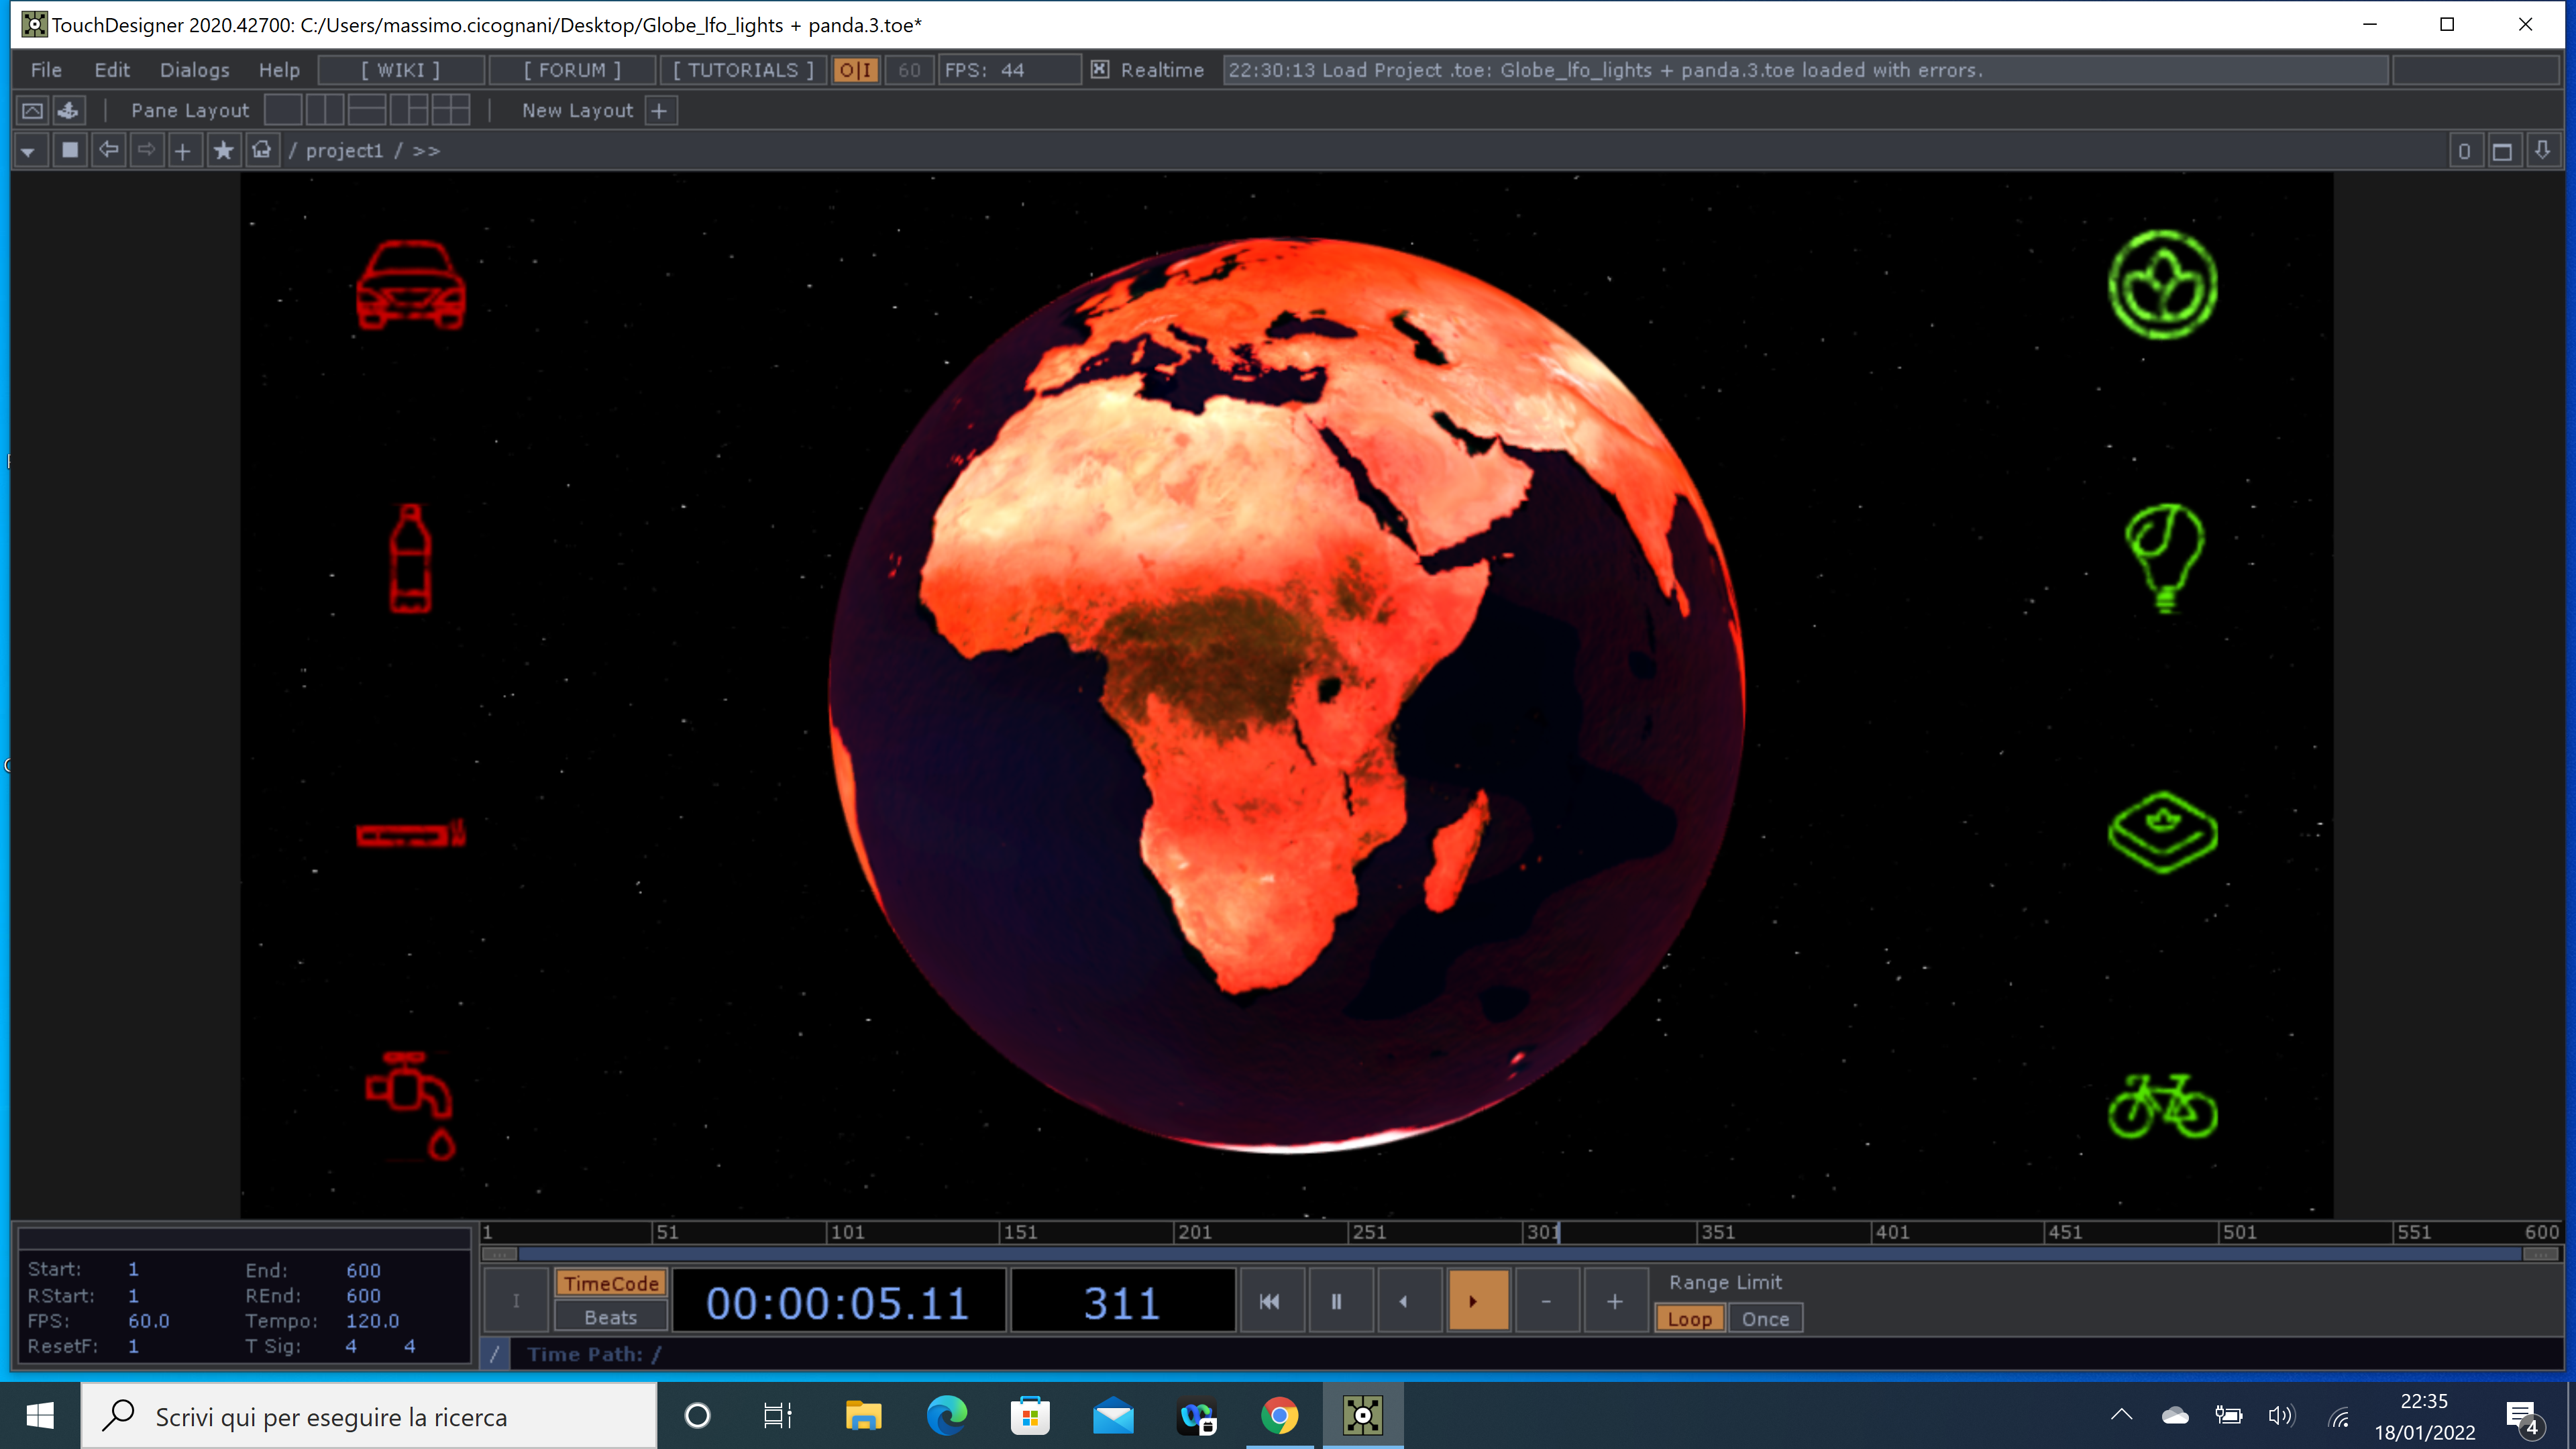 TouchDesigner 2020.42700: C:/Users/massimo.cicognani/Desktop/Globe_lfo_lights + panda.3.toe*
File Edit Dialogs Help [ WIKI ] [ FORUM ] [ TUTORIALS ] O|I 60 FPS: 44 Realtime 22:30:13 Load Project .toe: Globe_lfo_lights + panda.3.toe loaded with errors.
Pane Layout New Layout +
/ project1 / >> 0
1 51 101 151 201 251 301 351 401 451 501 551 600
Start: 1 End: 600
RStart: 1 REnd: 600
FPS: 60.0 Tempo: 120.0
ResetF: 1 T Sig: 4 4
I TimeCode Beats 00:00:05.11 311 - + Range Limit
Loop Once
/ Time Path: /
Scrivi qui per eseguire la ricerca
22:35
18/01/2022
4